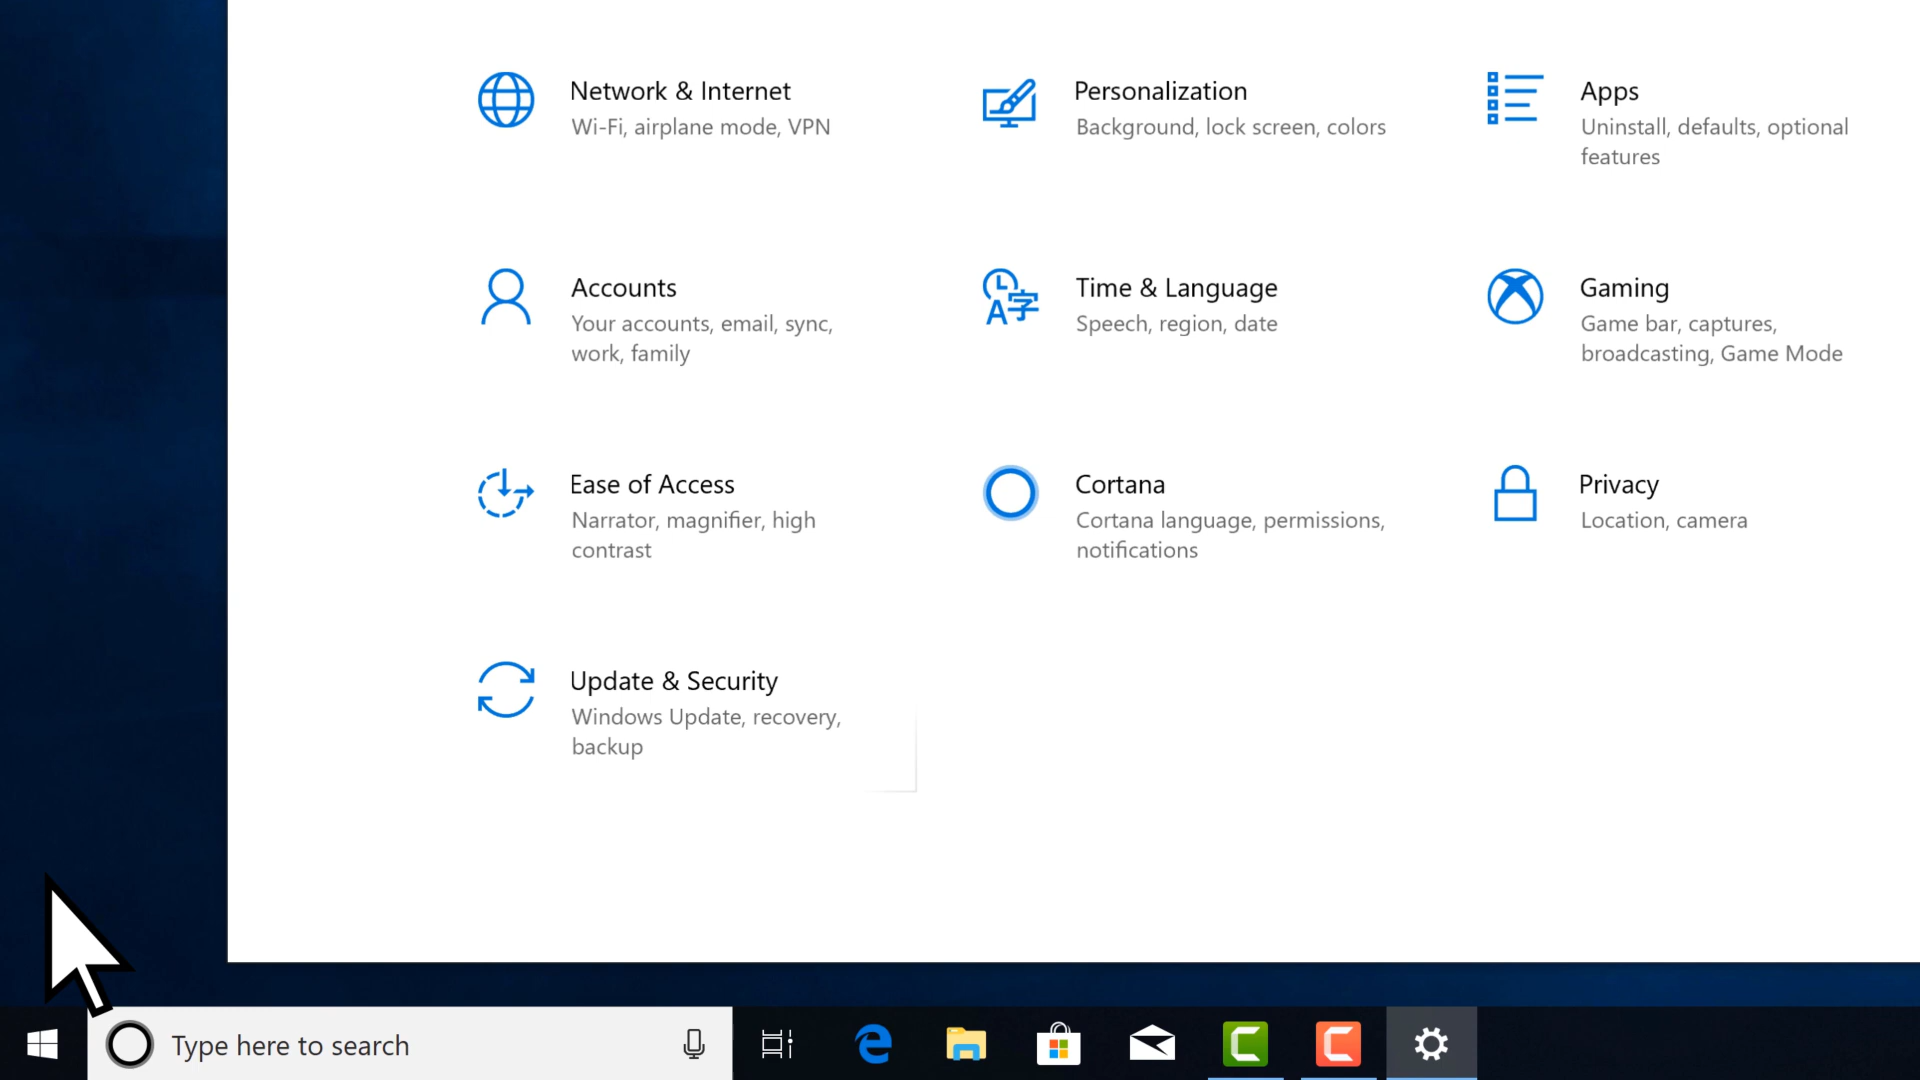 Network & Internet
Wi-Fi, airplane mode, VPN
Personalization
Background, lock screen, colors
Apps
Uninstall, defaults, optional
features
Accounts
Your accounts, email, sync,
work, family
Time & Language
Speech, region, date
Gaming
Game bar, captures,
broadcasting, Game Mode
Ease of Access
Narrator, magnifier, high
contrast
Cortana
Cortana language, permissions,
notifications
Privacy
Location, camera
Update & Security
Windows Update, recovery,
backup
Type here to search